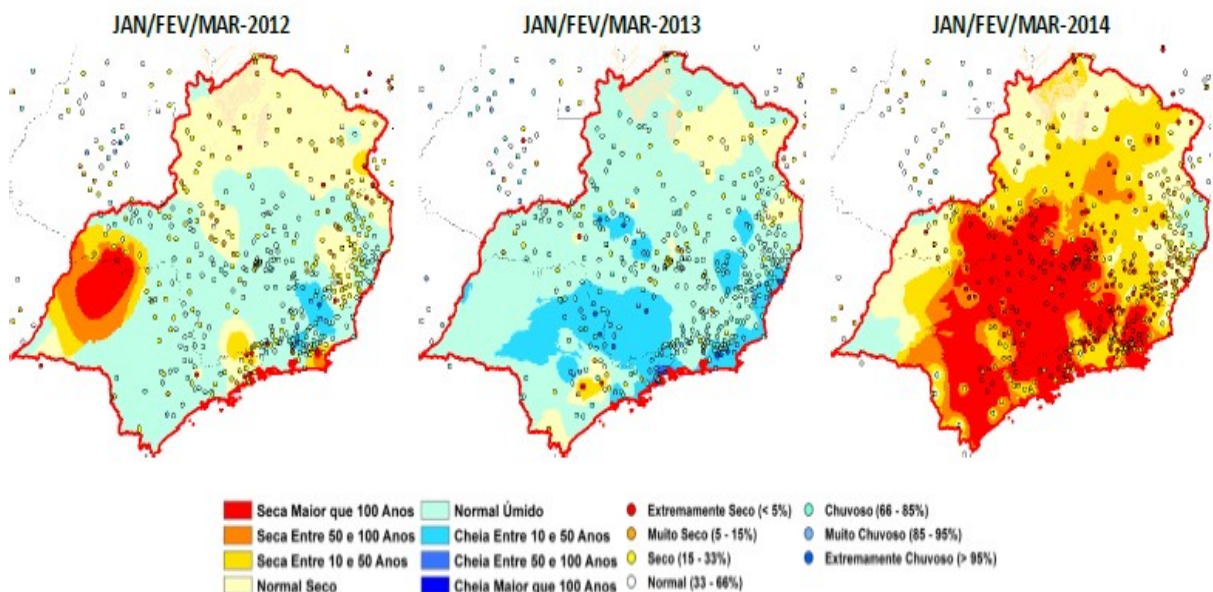 JAN/FEV/MAR-2012
JAN/FEV/MAR-2013
JAN/FEV/MAR-2014
Seca Maior que 100 Anos
Seca Entre 50 e 100 Anos
Seca Entre 10 e 50 Anos
Normal Seco
Normal Úmido
Cheia Entre 10 e 50 Anos
Cheia Entre 50 e 100 Anos
Cheia Maior que 100 Anos
Extremamente Seco (< 5%)
Muito Seco (5 - 15%)
Seco (15 - 33%)
Normal (33 - 66%)
Chuvoso (66 - 85%)
Muito Chuvoso (85 - 95%)
Extremamente Chuvoso (> 95%)